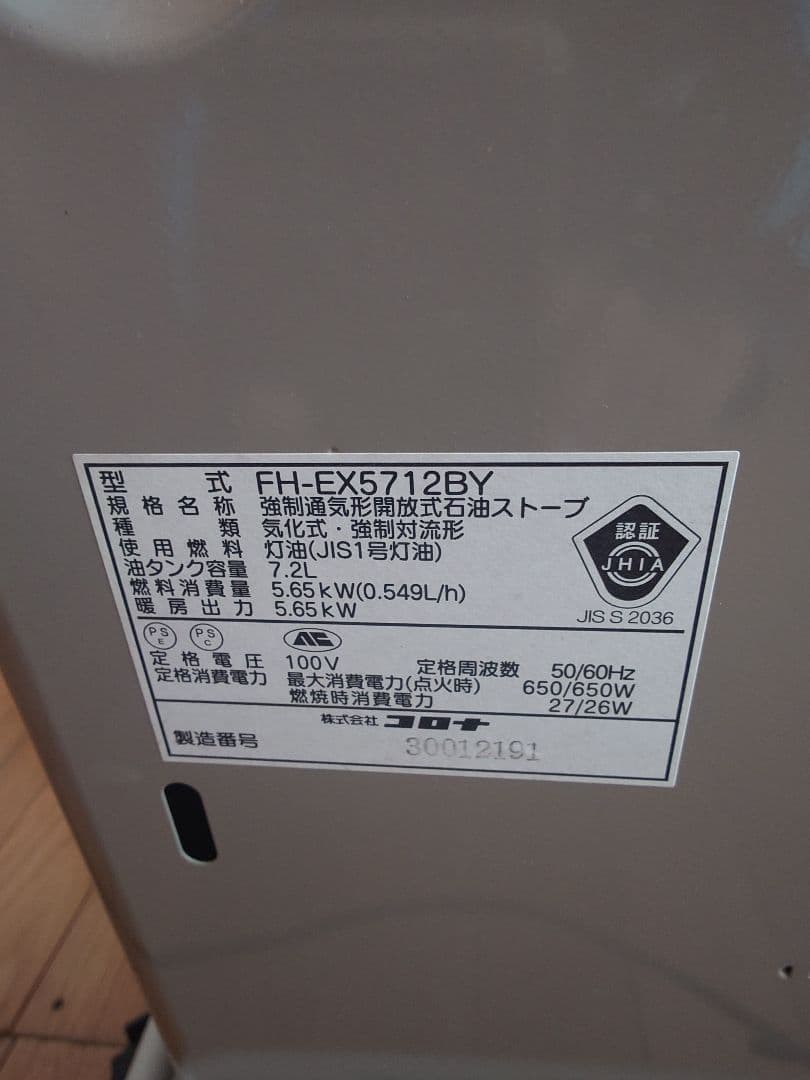 型式 FH-EX5712BY
規格名称 強制通気形開放式石油ストーブ
種類 気化式・強制対流形
使用燃料 灯油(JIS1号灯油)
油タンク容量 7.2L
燃料消費量 5.65kW(0.549L/h)
暖房出力 5.65kW
認証
JHIA
JIS S 2036
PS E PS C
定格電圧 100V 定格周波数 50/60Hz
定格消費電力 最大消費電力(点火時) 650/650W
燃焼時消費電力 27/26W
株式会社 コロナ
製造番号 30012191